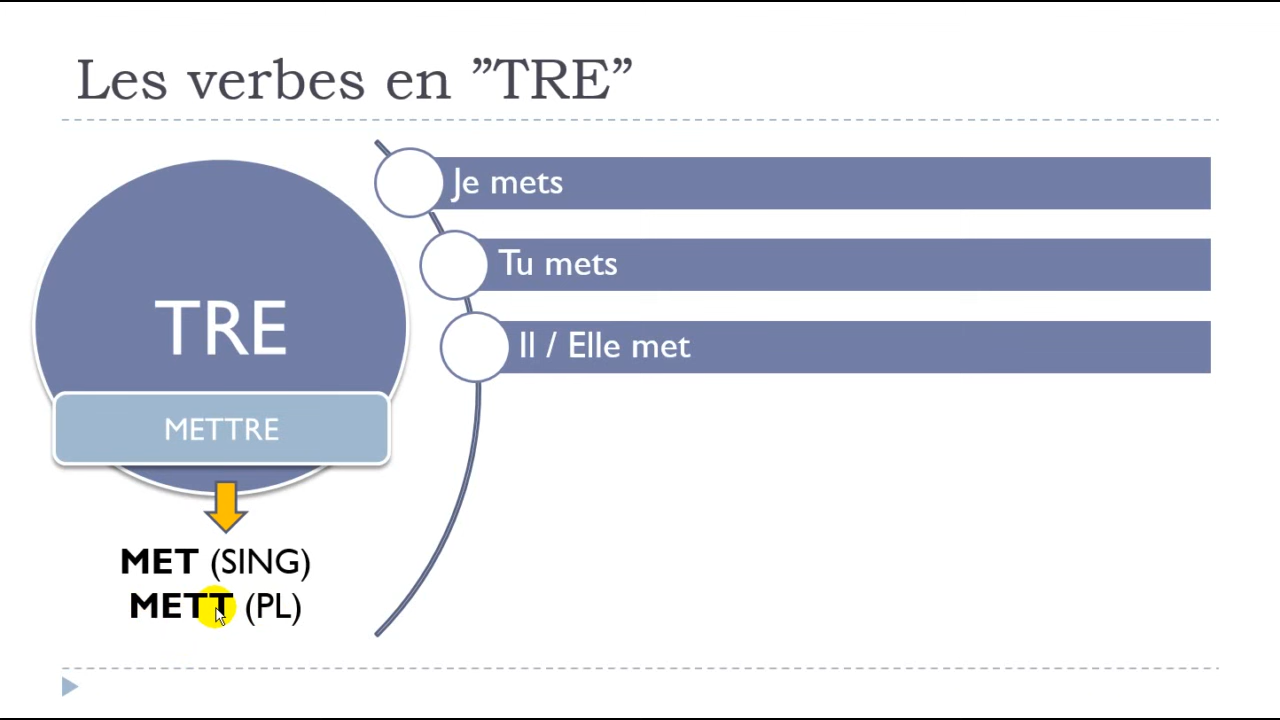 Les verbes en ”TRE”
TRE
METTRE
MET (SING)
METT (PL)
Je mets
Tu mets
Il / Elle met